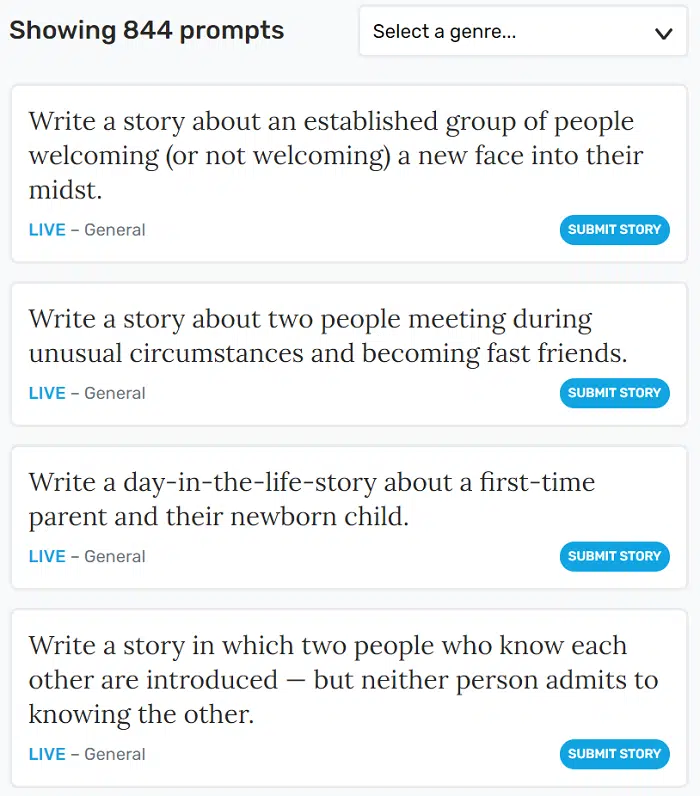 Showing 844 prompts
Select a genre...
Write a story about an established group of people
welcoming (or not welcoming) a new face into their
midst.
LIVE – General
SUBMIT STORY
Write a story about two people meeting during
unusual circumstances and becoming fast friends.
LIVE – General
SUBMIT STORY
Write a day-in-the-life-story about a first-time
parent and their newborn child.
LIVE – General
SUBMIT STORY
Write a story in which two people who know each
other are introduced — but neither person admits to
knowing the other.
LIVE – General
SUBMIT STORY